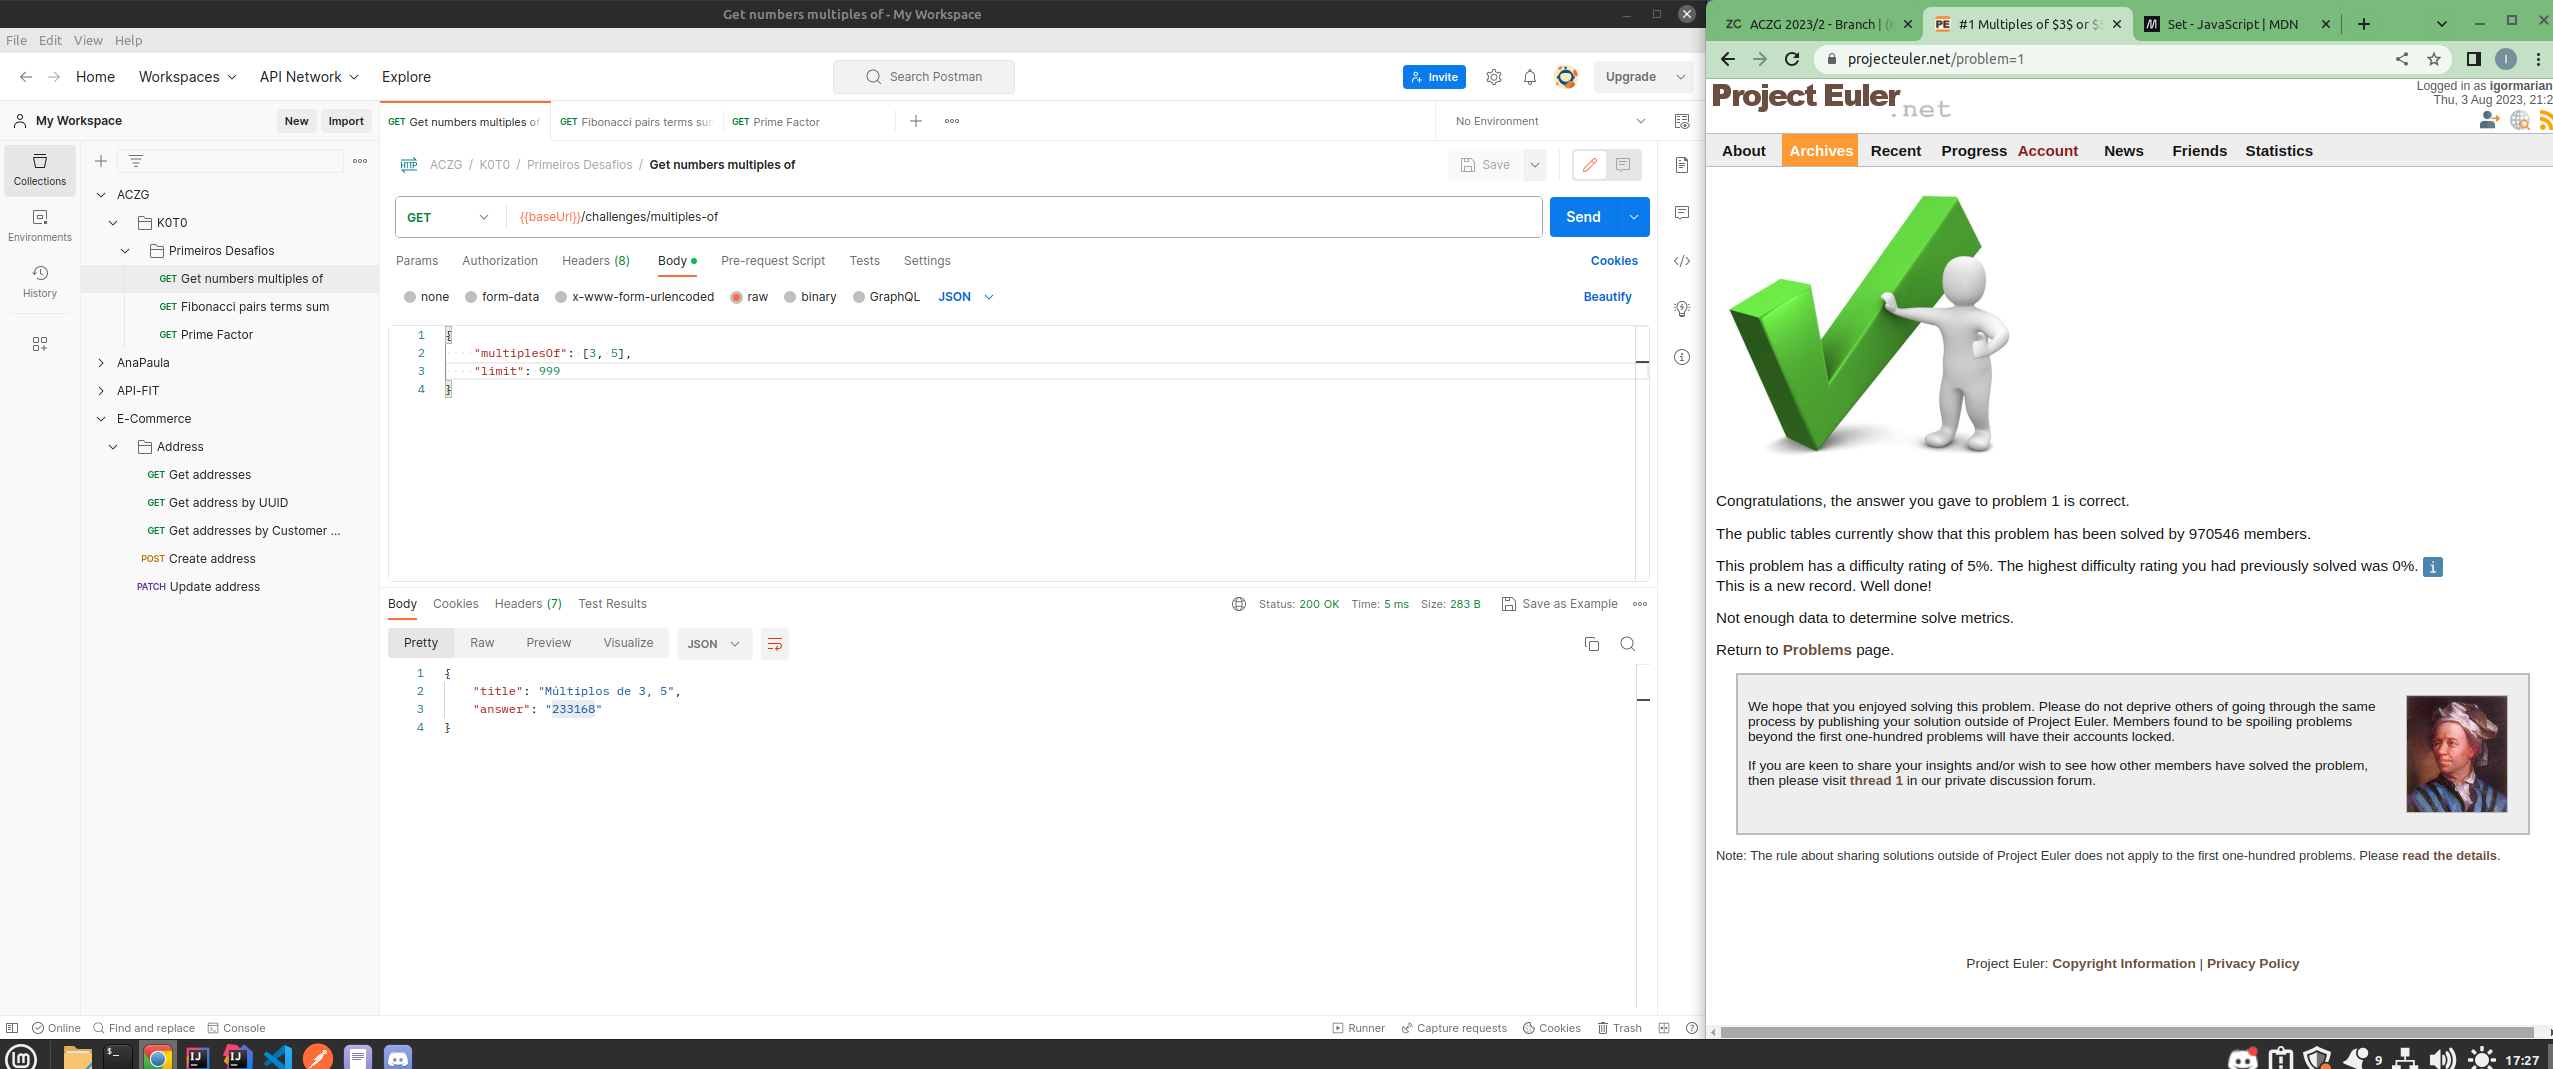 Get numbers multiples of - My Workspace
File Edit View Help
Home Workspaces API Network Explore
Search Postman
Invite
Upgrade
My Workspace
New Import
GET Get numbers multiples of
GET Fibonacci pairs terms sum
GET Prime Factor
No Environment
Collections
Environments
History
ACZG
K0T0
Primeiros Desafios
GET Get numbers multiples of
GET Fibonacci pairs terms sum
GET Prime Factor
AnaPaula
API-FIT
E-Commerce
Address
GET Get addresses
GET Get address by UUID
GET Get addresses by Customer ...
POST Create address
PATCH Update address
HTTP ACZG / K0T0 / Primeiros Desafios / Get numbers multiples of
Save
GET {{baseUrl}}/challenges/multiples-of
Send
Params Authorization Headers (8) Body Pre-request Script Tests Settings
Cookies
none form-data x-www-form-urlencoded raw binary GraphQL JSON
Beautify
1 {
2 "multiplesOf": [3, 5],
3 "limit": 999
4 }
Body Cookies Headers (7) Test Results
Status: 200 OK Time: 5 ms Size: 283 B Save as Example
Pretty Raw Preview Visualize JSON
1 {
2 "title": "Múltiplos de 3, 5",
3 "answer": "233168"
4 }
Online Find and replace Console
Runner Capture requests Cookies Trash
ZC ACZG 2023/2 - Branch | (K
PE #1 Multiples of $3$ or $5
Set - JavaScript | MDN
projecteuler.net/problem=1
I
Project Euler .net
Logged in as igormarian
Thu, 3 Aug 2023, 21:2
About Archives Recent Progress Account News Friends Statistics
Congratulations, the answer you gave to problem 1 is correct.
The public tables currently show that this problem has been solved by 970546 members.
This problem has a difficulty rating of 5%. The highest difficulty rating you had previously solved was 0%. i
This is a new record. Well done!
Not enough data to determine solve metrics.
Return to Problems page.
We hope that you enjoyed solving this problem. Please do not deprive others of going through the same
process by publishing your solution outside of Project Euler. Members found to be spoiling problems
beyond the first one-hundred problems will have their accounts locked.
If you are keen to share your insights and/or wish to see how other members have solved the problem,
then please visit thread 1 in our private discussion forum.
Note: The rule about sharing solutions outside of Project Euler does not apply to the first one-hundred problems. Please read the details.
Project Euler: Copyright Information | Privacy Policy
$_
IJ
IJ
9
17:27